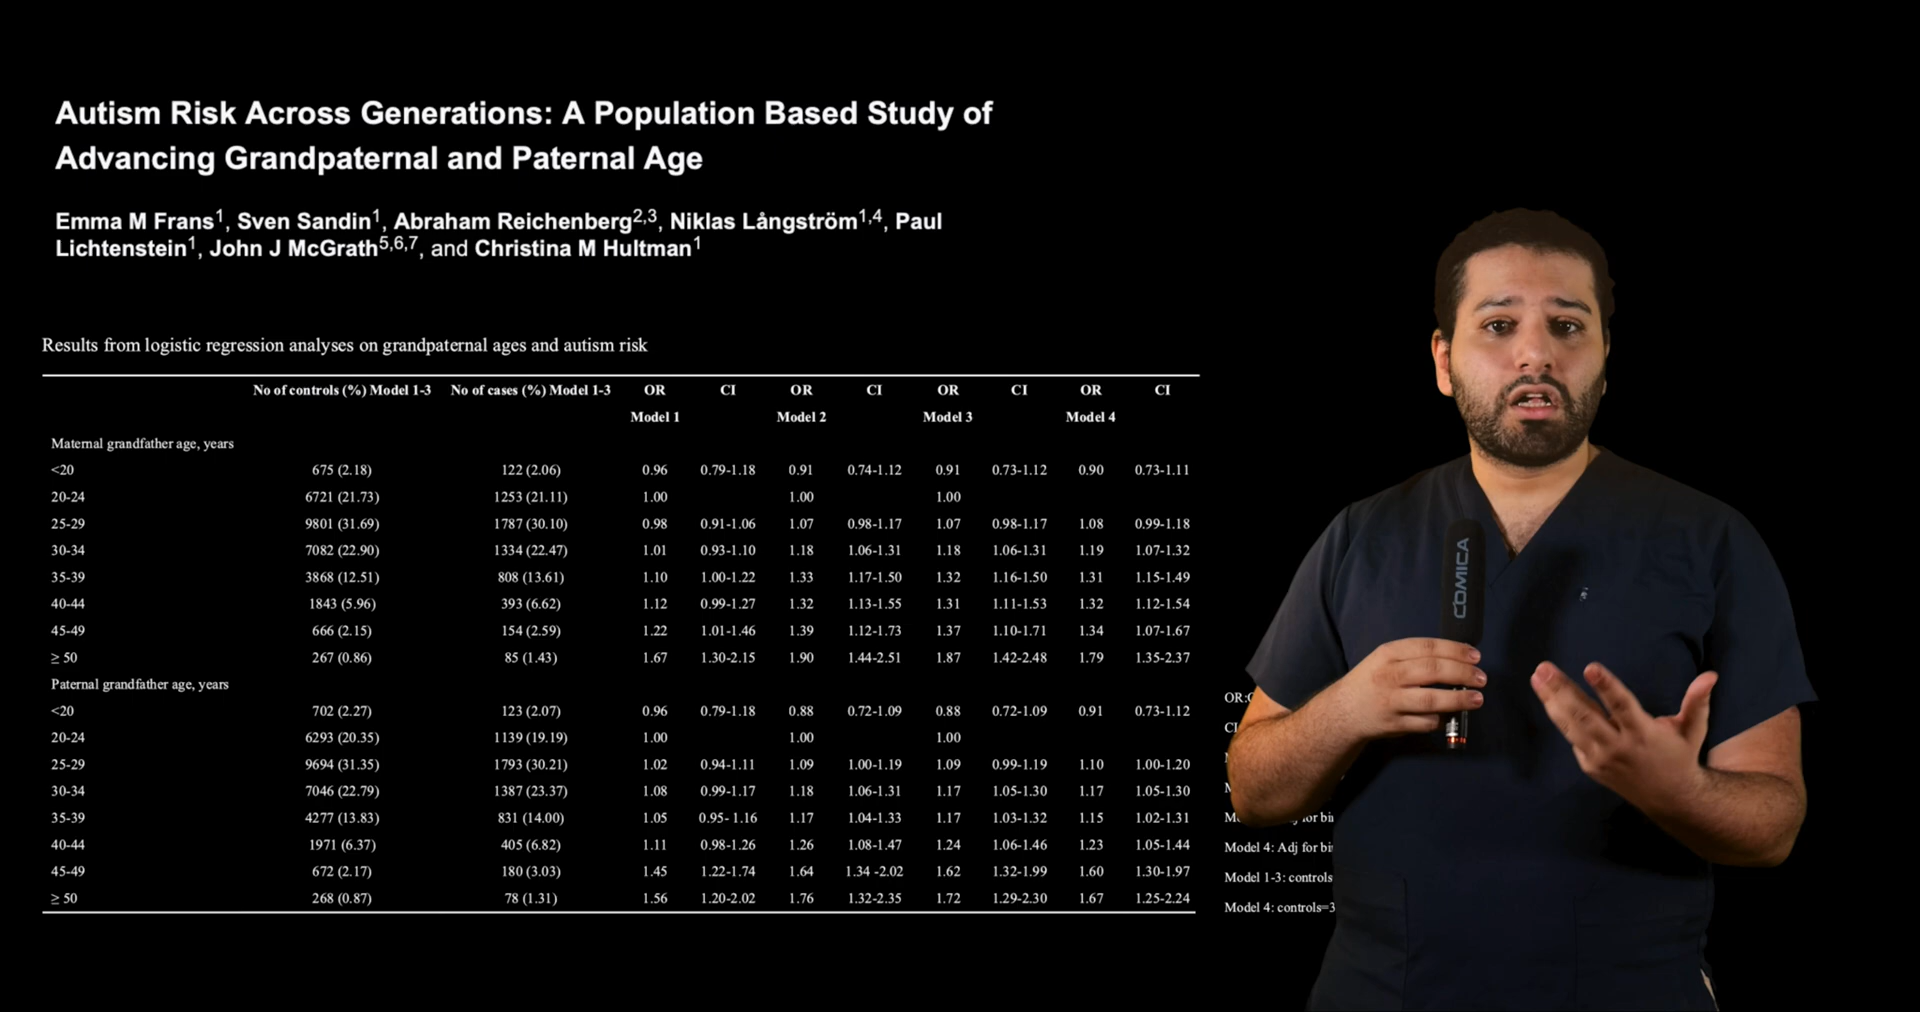 Autism Risk Across Generations: A Population Based Study of
Advancing Grandpaternal and Paternal Age
Emma M Frans1, Sven Sandin1, Abraham Reichenberg2,3, Niklas Långström1,4, Paul
Lichtenstein1, John J McGrath5,6,7, and Christina M Hultman1
Results from logistic regression analyses on grandpaternal ages and autism risk
No of controls (%) Model 1-3 No of cases (%) Model 1-3 OR CI OR CI OR CI OR CI
Model 1 Model 2 Model 3 Model 4
Maternal grandfather age, years
<20 675 (2.18) 122 (2.06) 0.96 0.79-1.18 0.91 0.74-1.12 0.91 0.73-1.12 0.90 0.73-1.11
20-24 6721 (21.73) 1253 (21.11) 1.00 1.00 1.00
25-29 9801 (31.69) 1787 (30.10) 0.98 0.91-1.06 1.07 0.98-1.17 1.07 0.98-1.17 1.08 0.99-1.18
30-34 7082 (22.90) 1334 (22.47) 1.01 0.93-1.10 1.18 1.06-1.31 1.18 1.06-1.31 1.19 1.07-1.32
35-39 3868 (12.51) 808 (13.61) 1.10 1.00-1.22 1.33 1.17-1.50 1.32 1.16-1.50 1.31 1.15-1.49
40-44 1843 (5.96) 393 (6.62) 1.12 0.99-1.27 1.32 1.13-1.55 1.31 1.11-1.53 1.32 1.12-1.54
45-49 666 (2.15) 154 (2.59) 1.22 1.01-1.46 1.39 1.12-1.73 1.37 1.10-1.71 1.34 1.07-1.67
≥ 50 267 (0.86) 85 (1.43) 1.67 1.30-2.15 1.90 1.44-2.51 1.87 1.42-2.48 1.79 1.35-2.37
Paternal grandfather age, years
<20 702 (2.27) 123 (2.07) 0.96 0.79-1.18 0.88 0.72-1.09 0.88 0.72-1.09 0.91 0.73-1.12
20-24 6293 (20.35) 1139 (19.19) 1.00 1.00 1.00
25-29 9694 (31.35) 1793 (30.21) 1.02 0.94-1.11 1.09 1.00-1.19 1.09 0.99-1.19 1.10 1.00-1.20
30-34 7046 (22.79) 1387 (23.37) 1.08 0.99-1.17 1.18 1.06-1.31 1.17 1.05-1.30 1.17 1.05-1.30
35-39 4277 (13.83) 831 (14.00) 1.05 0.95- 1.16 1.17 1.04-1.33 1.17 1.03-1.32 1.15 1.02-1.31
40-44 1971 (6.37) 405 (6.82) 1.11 0.98-1.26 1.26 1.08-1.47 1.24 1.06-1.46 1.23 1.05-1.44
45-49 672 (2.17) 180 (3.03) 1.45 1.22-1.74 1.64 1.34 -2.02 1.62 1.32-1.99 1.60 1.30-1.97
≥ 50 268 (0.87) 78 (1.31) 1.56 1.20-2.02 1.76 1.32-2.35 1.72 1.29-2.30 1.67 1.25-2.24
OR:
CI
Model 4: Adj for
Model 1-3: controls
Model 4: controls=3
COMICA